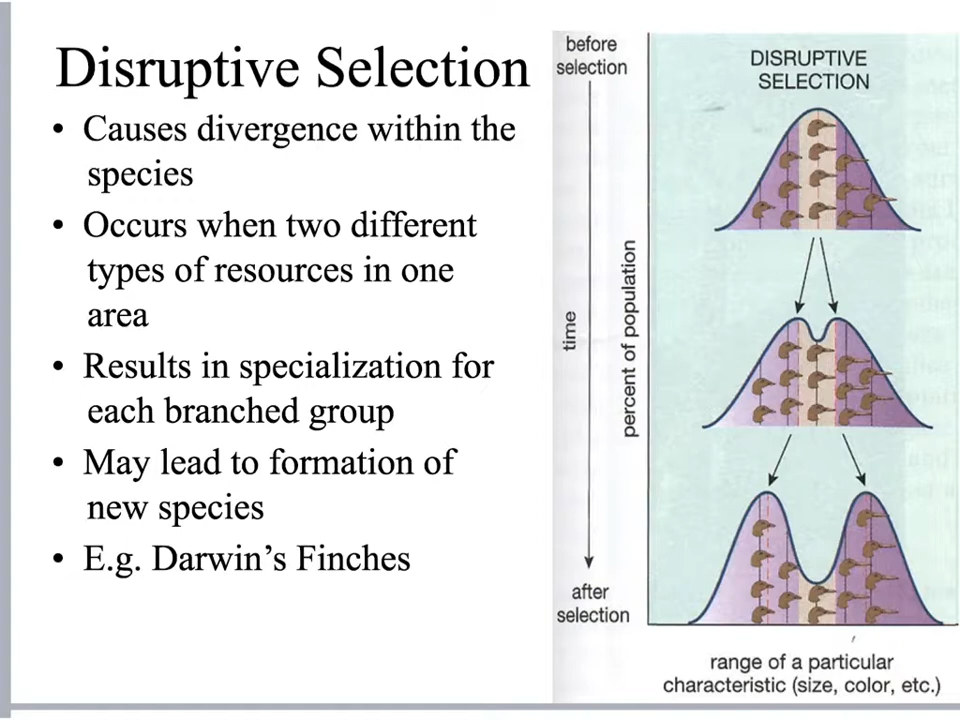 Disruptive Selection
• Causes divergence within the
species
• Occurs when two different
types of resources in one
area
• Results in specialization for
each branched group
• May lead to formation of
new species
• E.g. Darwin's Finches
before
selection
time
after
selection
percent of population
DISRUPTIVE
SELECTION
range of a particular
characteristic (size, color, etc.)